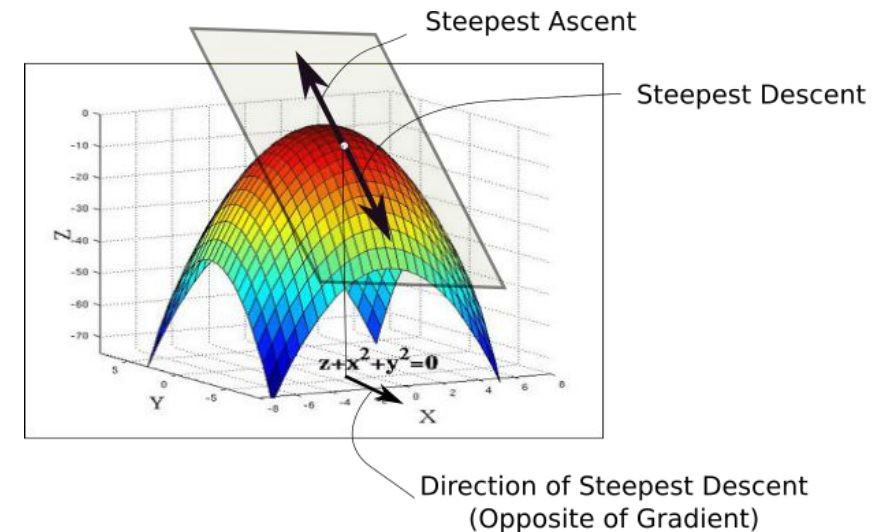 Steepest Ascent
Steepest Descent
0
-10
-20
-30
-40
-50
-60
-70
Z
z+x²+y²=0
5
0
-5
Y
-8
-6
-4
0
2
4
6
8
X
Direction of Steepest Descent
(Opposite of Gradient)